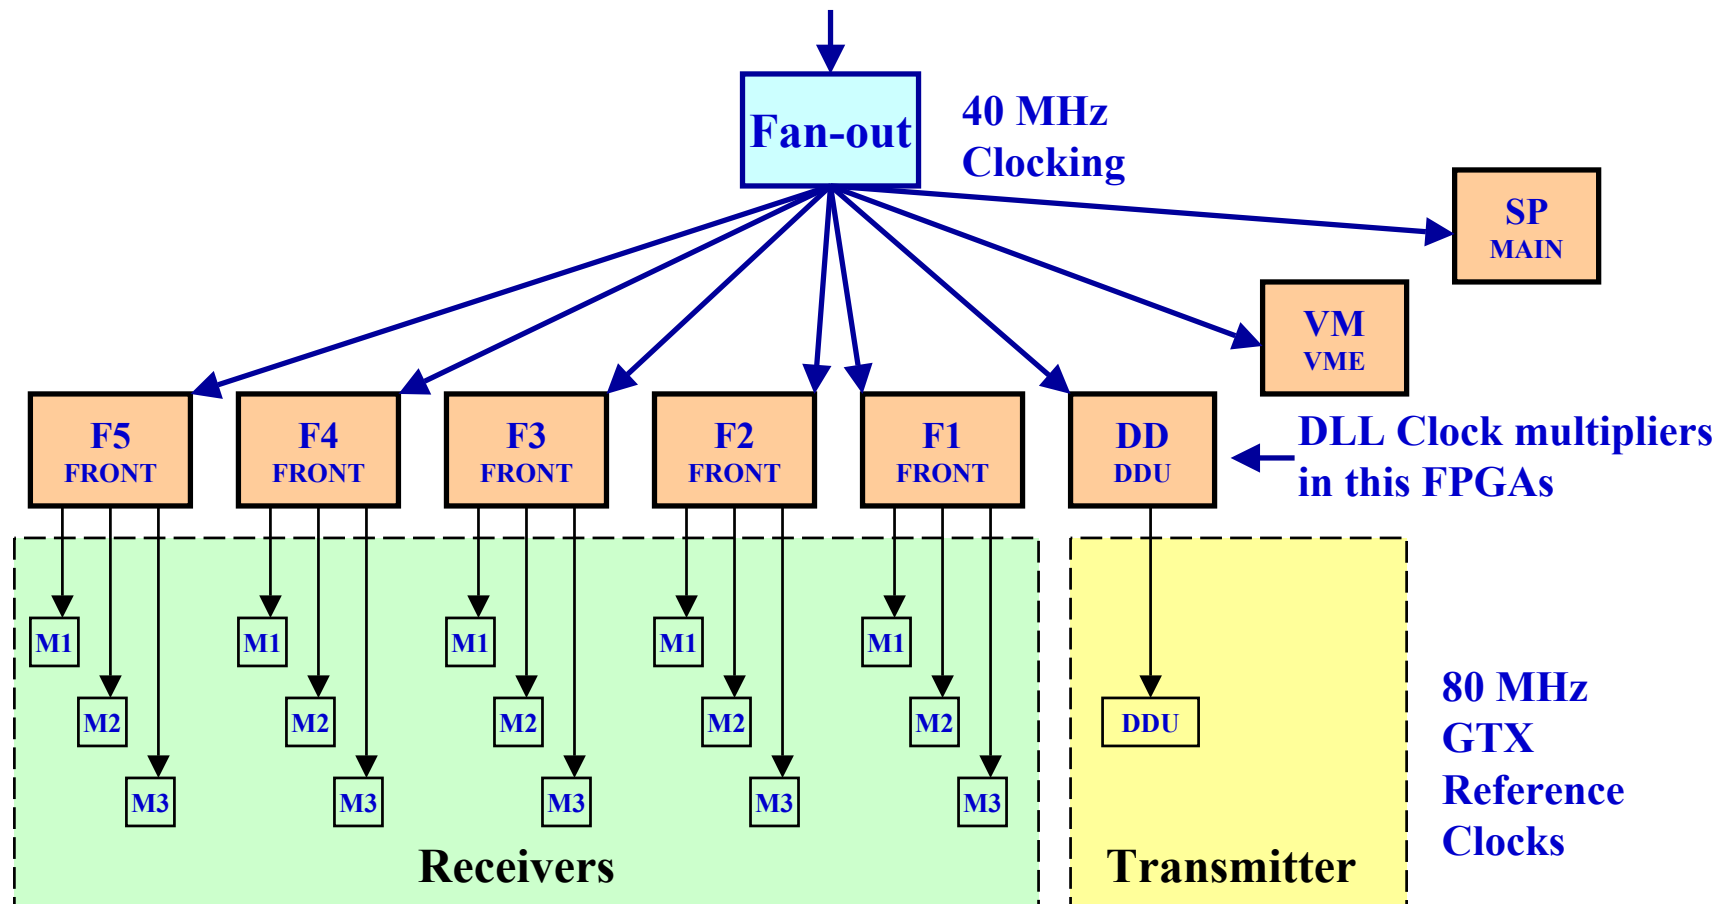 Fan-out
40 MHz
Clocking
SP
MAIN
VM
VME
F5
FRONT
F4
FRONT
F3
FRONT
F2
FRONT
F1
FRONT
DD
DDU
DLL Clock multipliers
in this FPGAs
M1
M1
M1
M1
M1
M2
M2
M2
M2
M2
DDU
M3
M3
M3
M3
M3
80 MHz
GTX
Reference
Clocks
Receivers
Transmitter